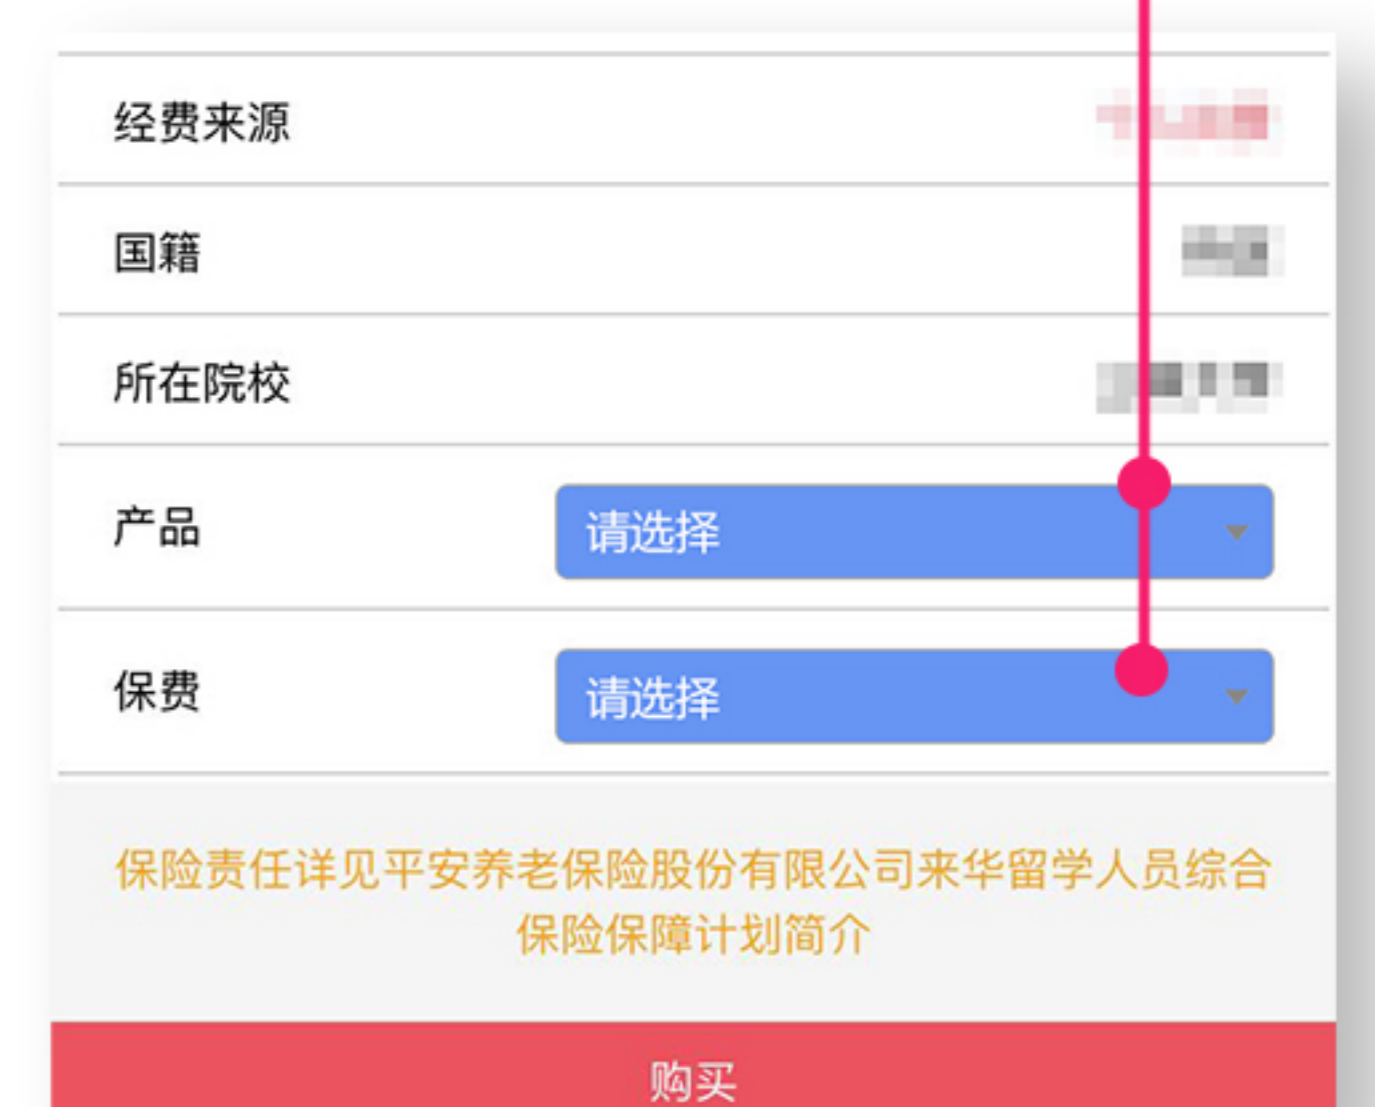 经费来源
国籍
所在院校
产品 请选择
保费 请选择
保险责任详见平安养老保险股份有限公司来华留学人员综合
保险保障计划简介
购买